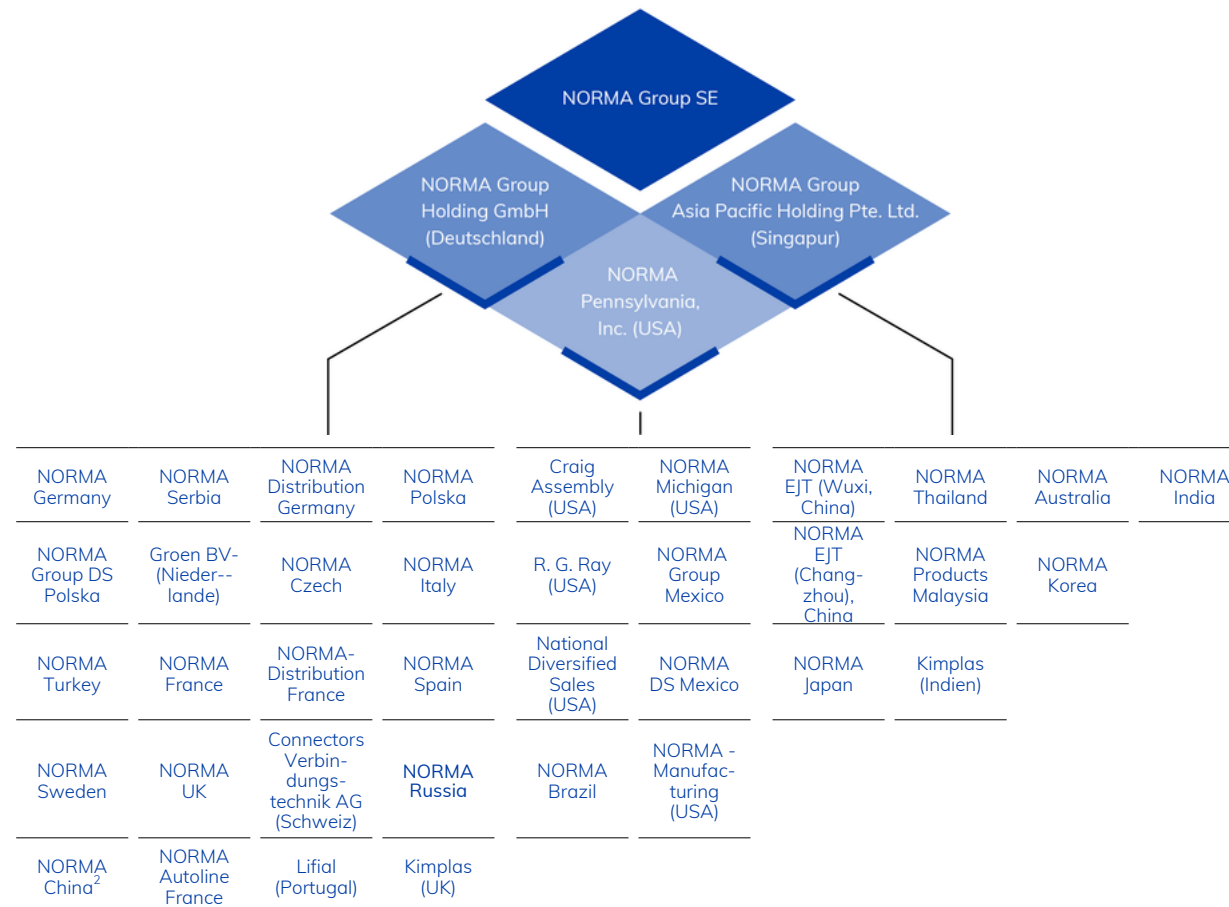 NORMA Group SE
NORMA Group
Holding GmbH
(Deutschland)
NORMA Group
Asia Pacific Holding Pte. Ltd.
(Singapur)
NORMA
Pennsylvania,
Inc. (USA)
NORMA
Germany
NORMA
Serbia
NORMA
Distribution
Germany
NORMA
Polska
Craig
Assembly
(USA)
NORMA
Michigan
(USA)
NORMA
EJT (Wuxi,
China)
NORMA
Thailand
NORMA
Australia
NORMA
India
NORMA
Group DS
Polska
Groen BV-
(Nieder--
lande)
NORMA
Czech
NORMA
Italy
R. G. Ray
(USA)
NORMA
Group
Mexico
NORMA
EJT
(Chang-
zhou),
China
NORMA
Products
Malaysia
NORMA
Korea
NORMA
Turkey
NORMA
France
NORMA-
Distribution
France
NORMA
Spain
National
Diversified
Sales
(USA)
NORMA
DS Mexico
NORMA
Japan
Kimplas
(Indien)
NORMA
Sweden
NORMA
UK
Connectors
Verbin-
dungs-
technik AG
(Schweiz)
NORMA
Russia
NORMA
Brazil
NORMA -
Manufac-
turing
(USA)
NORMA
China²
NORMA
Autoline
France
Lifial
(Portugal)
Kimplas
(UK)